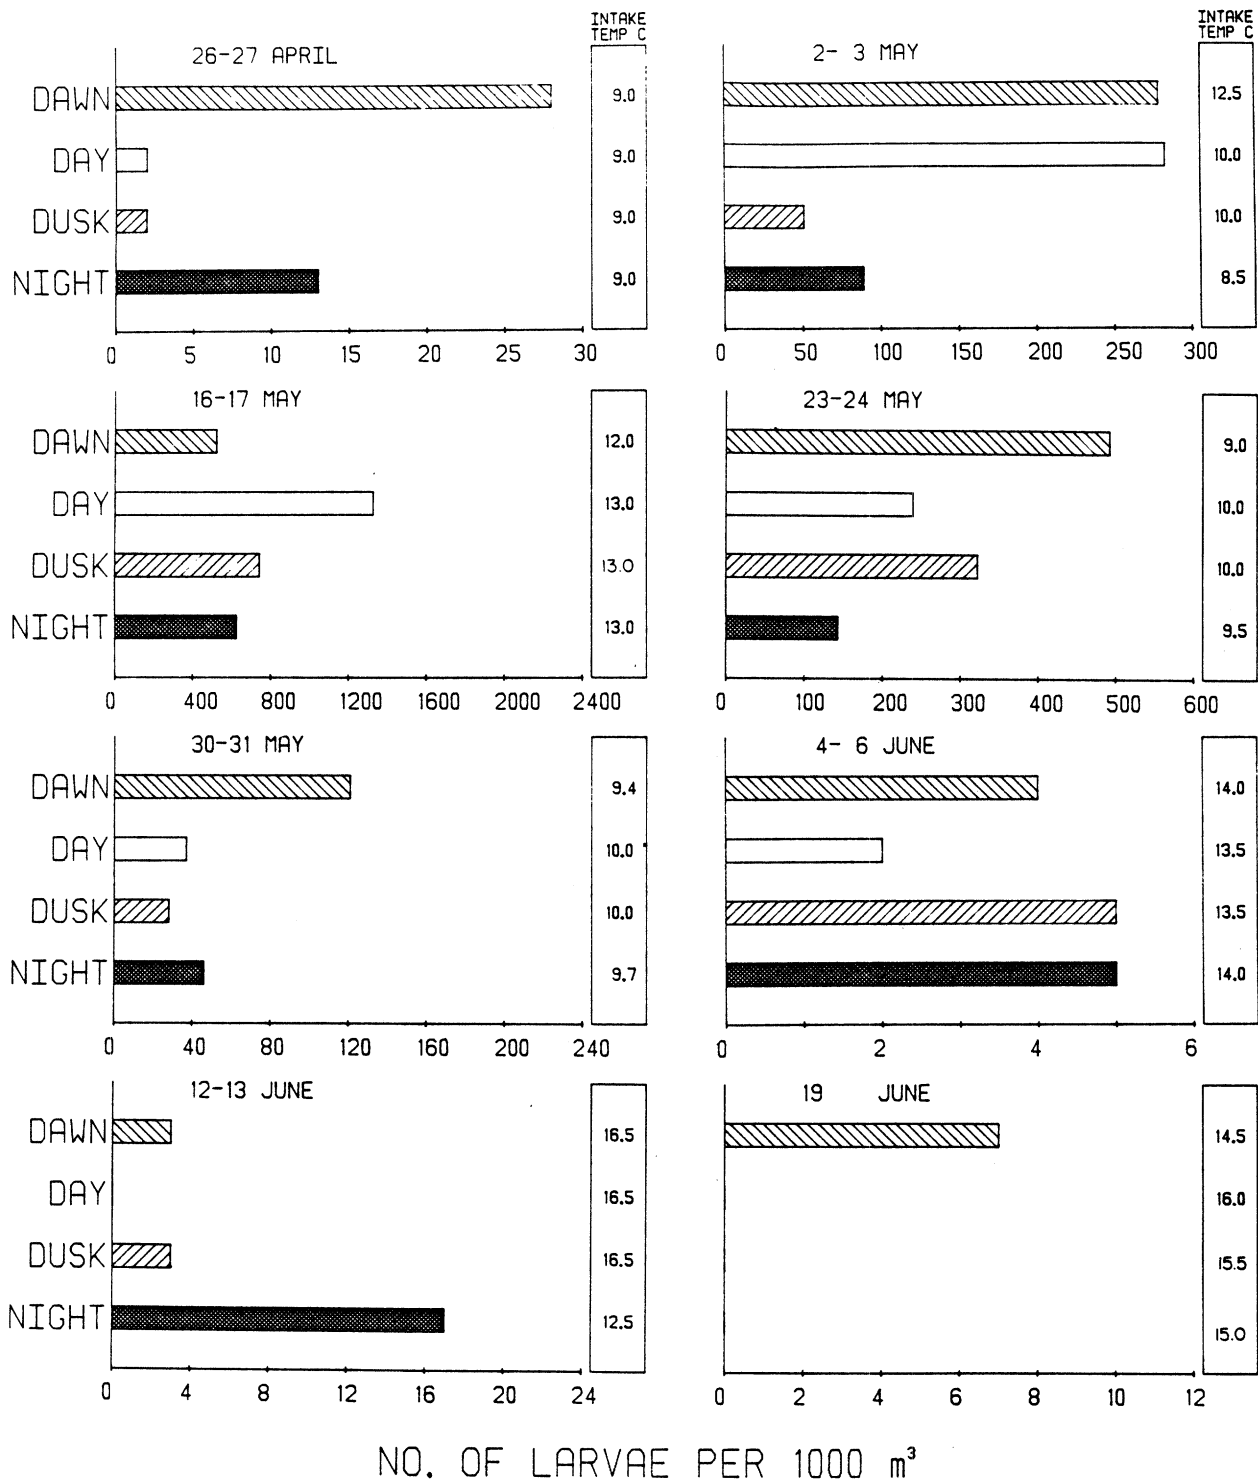 INTAKE
TEMP C
INTAKE
TEMP C
26-27 APRIL
2- 3 MAY
DAWN 9.0 12.5
DAY 9.0 10.0
DUSK 9.0 10.0
NIGHT 9.0 8.5
0 5 10 15 20 25 30
0 50 100 150 200 250 300
16-17 MAY
23-24 MAY
DAWN 12.0 9.0
DAY 13.0 10.0
DUSK 13.0 10.0
NIGHT 13.0 9.5
0 400 800 1200 1600 2000 2400
0 100 200 300 400 500 600
30-31 MAY
4- 6 JUNE
DAWN 9.4 14.0
DAY 10.0 13.5
DUSK 10.0 13.5
NIGHT 9.7 14.0
0 40 80 120 160 200 240
0 2 4 6
12-13 JUNE
19 JUNE
DAWN 16.5 14.5
DAY 16.5 16.0
DUSK 16.5 15.5
NIGHT 12.5 15.0
0 4 8 12 16 20 24
0 2 4 6 8 10 12
NO. OF LARVAE PER 1000 m³